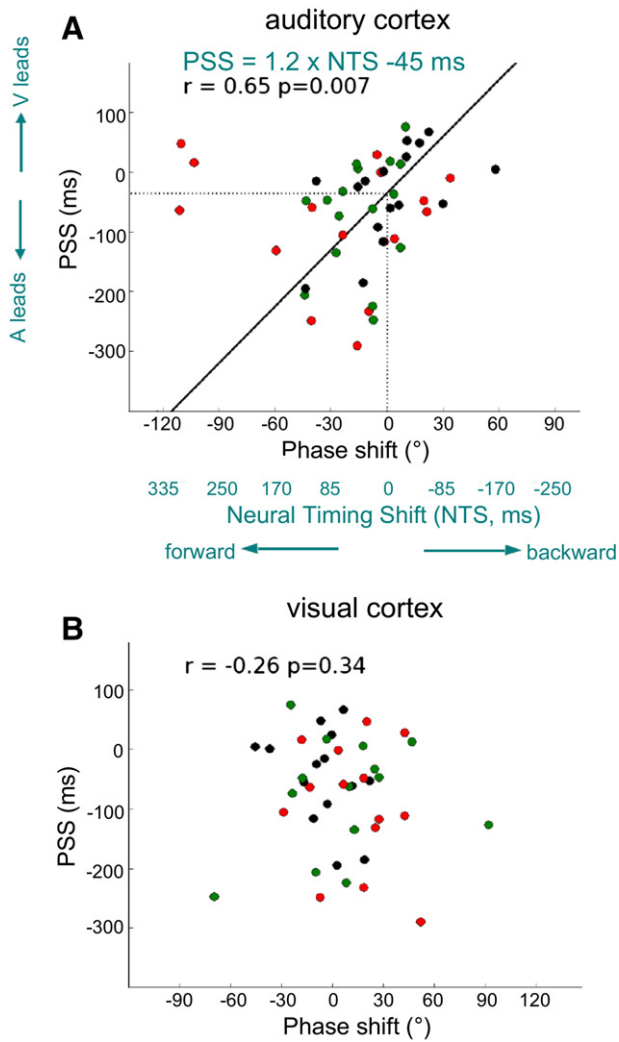 A
auditory cortex
PSS = 1.2 x NTS -45 ms
r = 0.65 p=0.007
V leads
A leads
PSS (ms)
100
0
-100
-200
-300
-120 -90 -60 -30 0 30 60 90
Phase shift (°)
335 250 170 85 0 -85 -170 -250
Neural Timing Shift (NTS, ms)
forward backward
B
visual cortex
r = -0.26 p=0.34
PSS (ms)
100
0
-100
-200
-300
-90 -60 -30 0 30 60 90 120
Phase shift (°)